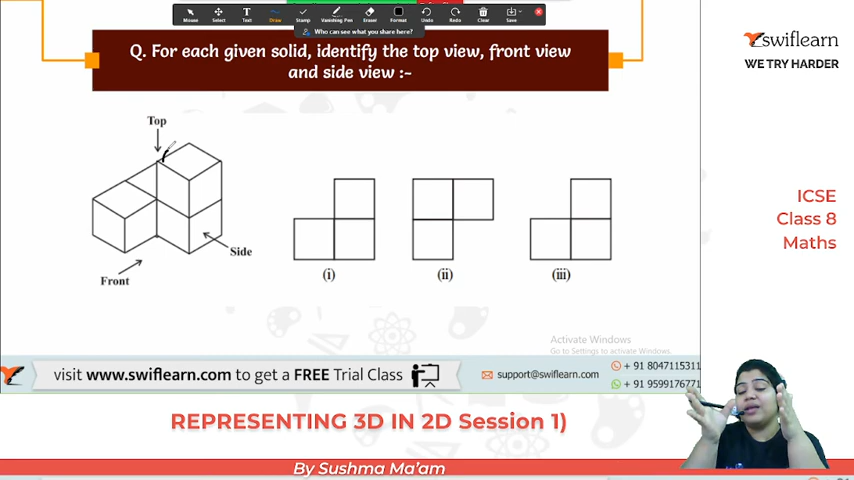 Mouse Select Text Draw Stamp Vanishing Pen Eraser Format Undo Redo Clear Save
Who can see what you share here?
Q. For each given solid, identify the top view, front view
and side view :-
swiflearn
WE TRY HARDER
Top
Side
Front
(i) (ii) (iii)
ICSE
Class 8
Maths
Activate Windows
Go to Settings to activate Windows.
visit www.swiflearn.com to get a FREE Trial Class
support@swiflearn.com
+ 91 8047115311
+ 91 9599176771
REPRESENTING 3D IN 2D Session 1)
By Sushma Ma'am